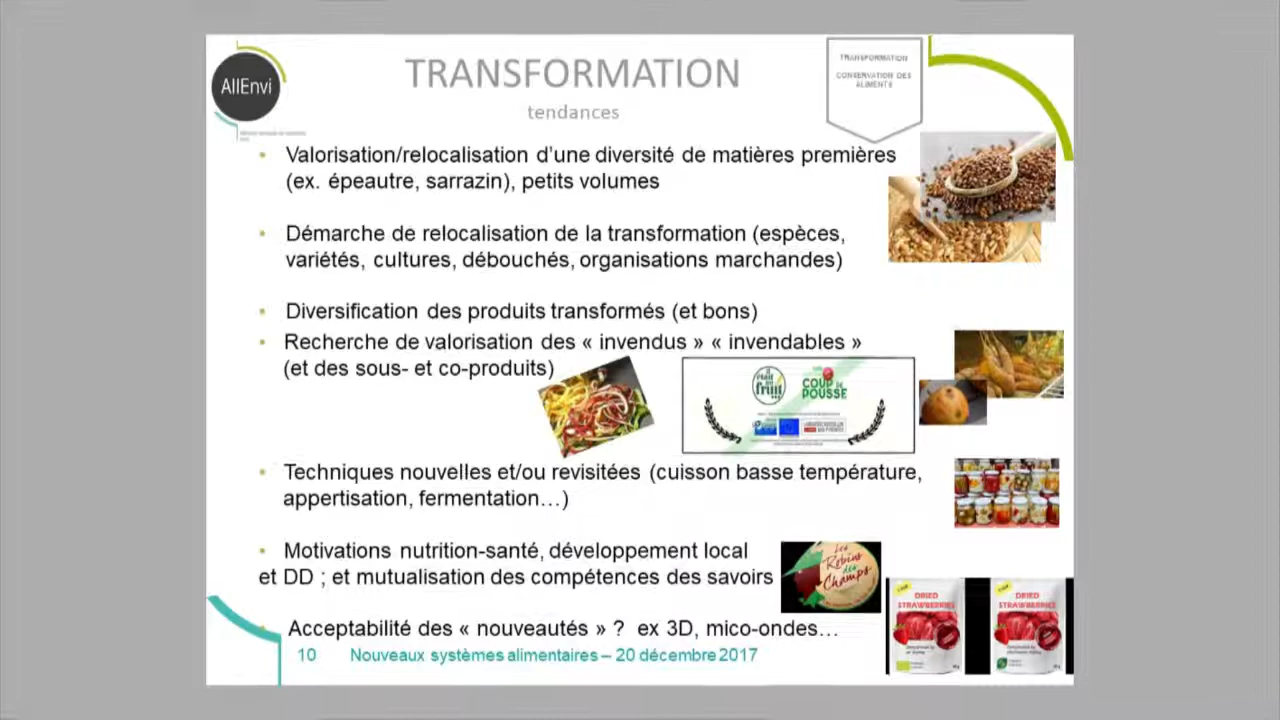 AllEnvi
TRANSFORMATION
tendances
TRANSFORMATION
CONSERVATION DES
ALIMENTS
• Valorisation/relocalisation d'une diversité de matières premières
(ex. épeautre, sarrazin), petits volumes
• Démarche de relocalisation de la transformation (espèces,
variétés, cultures, débouchés, organisations marchandes)
• Diversification des produits transformés (et bons)
• Recherche de valorisation des « invendus » « invendables »
(et des sous- et co-produits)
fruit
COUP DE
POUSSE
• Techniques nouvelles et/ou revisitées (cuisson basse température,
appertisation, fermentation…)
• Motivations nutrition-santé, développement local
et DD ; et mutualisation des compétences des savoirs
Les
Robins
des
Champs
DRIED
STRAWBERRIES
DRIED
STRAWBERRIES
• Acceptabilité des « nouveautés » ? ex 3D, mico-ondes…
10 Nouveaux systèmes alimentaires – 20 décembre 2017